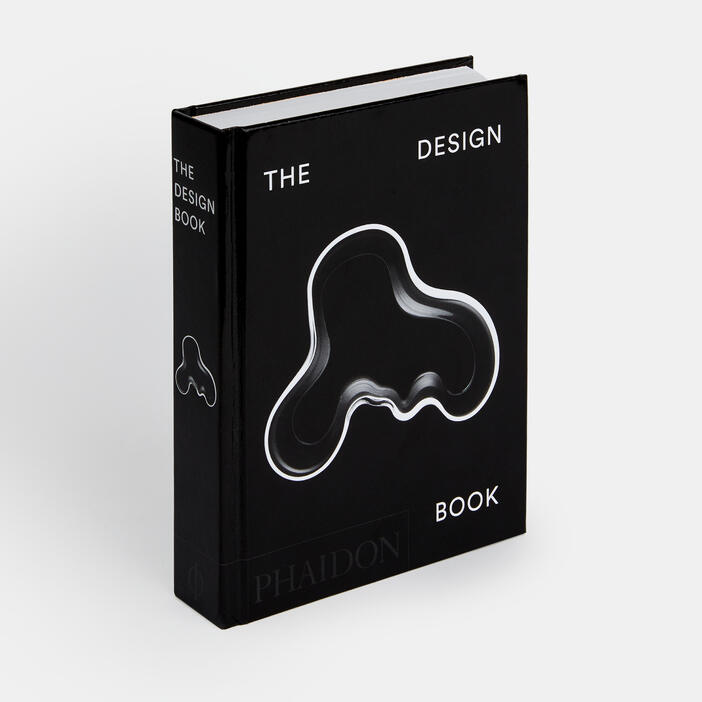 THE
DESIGN
BOOK
THE DESIGN
BOOK
PHAIDON